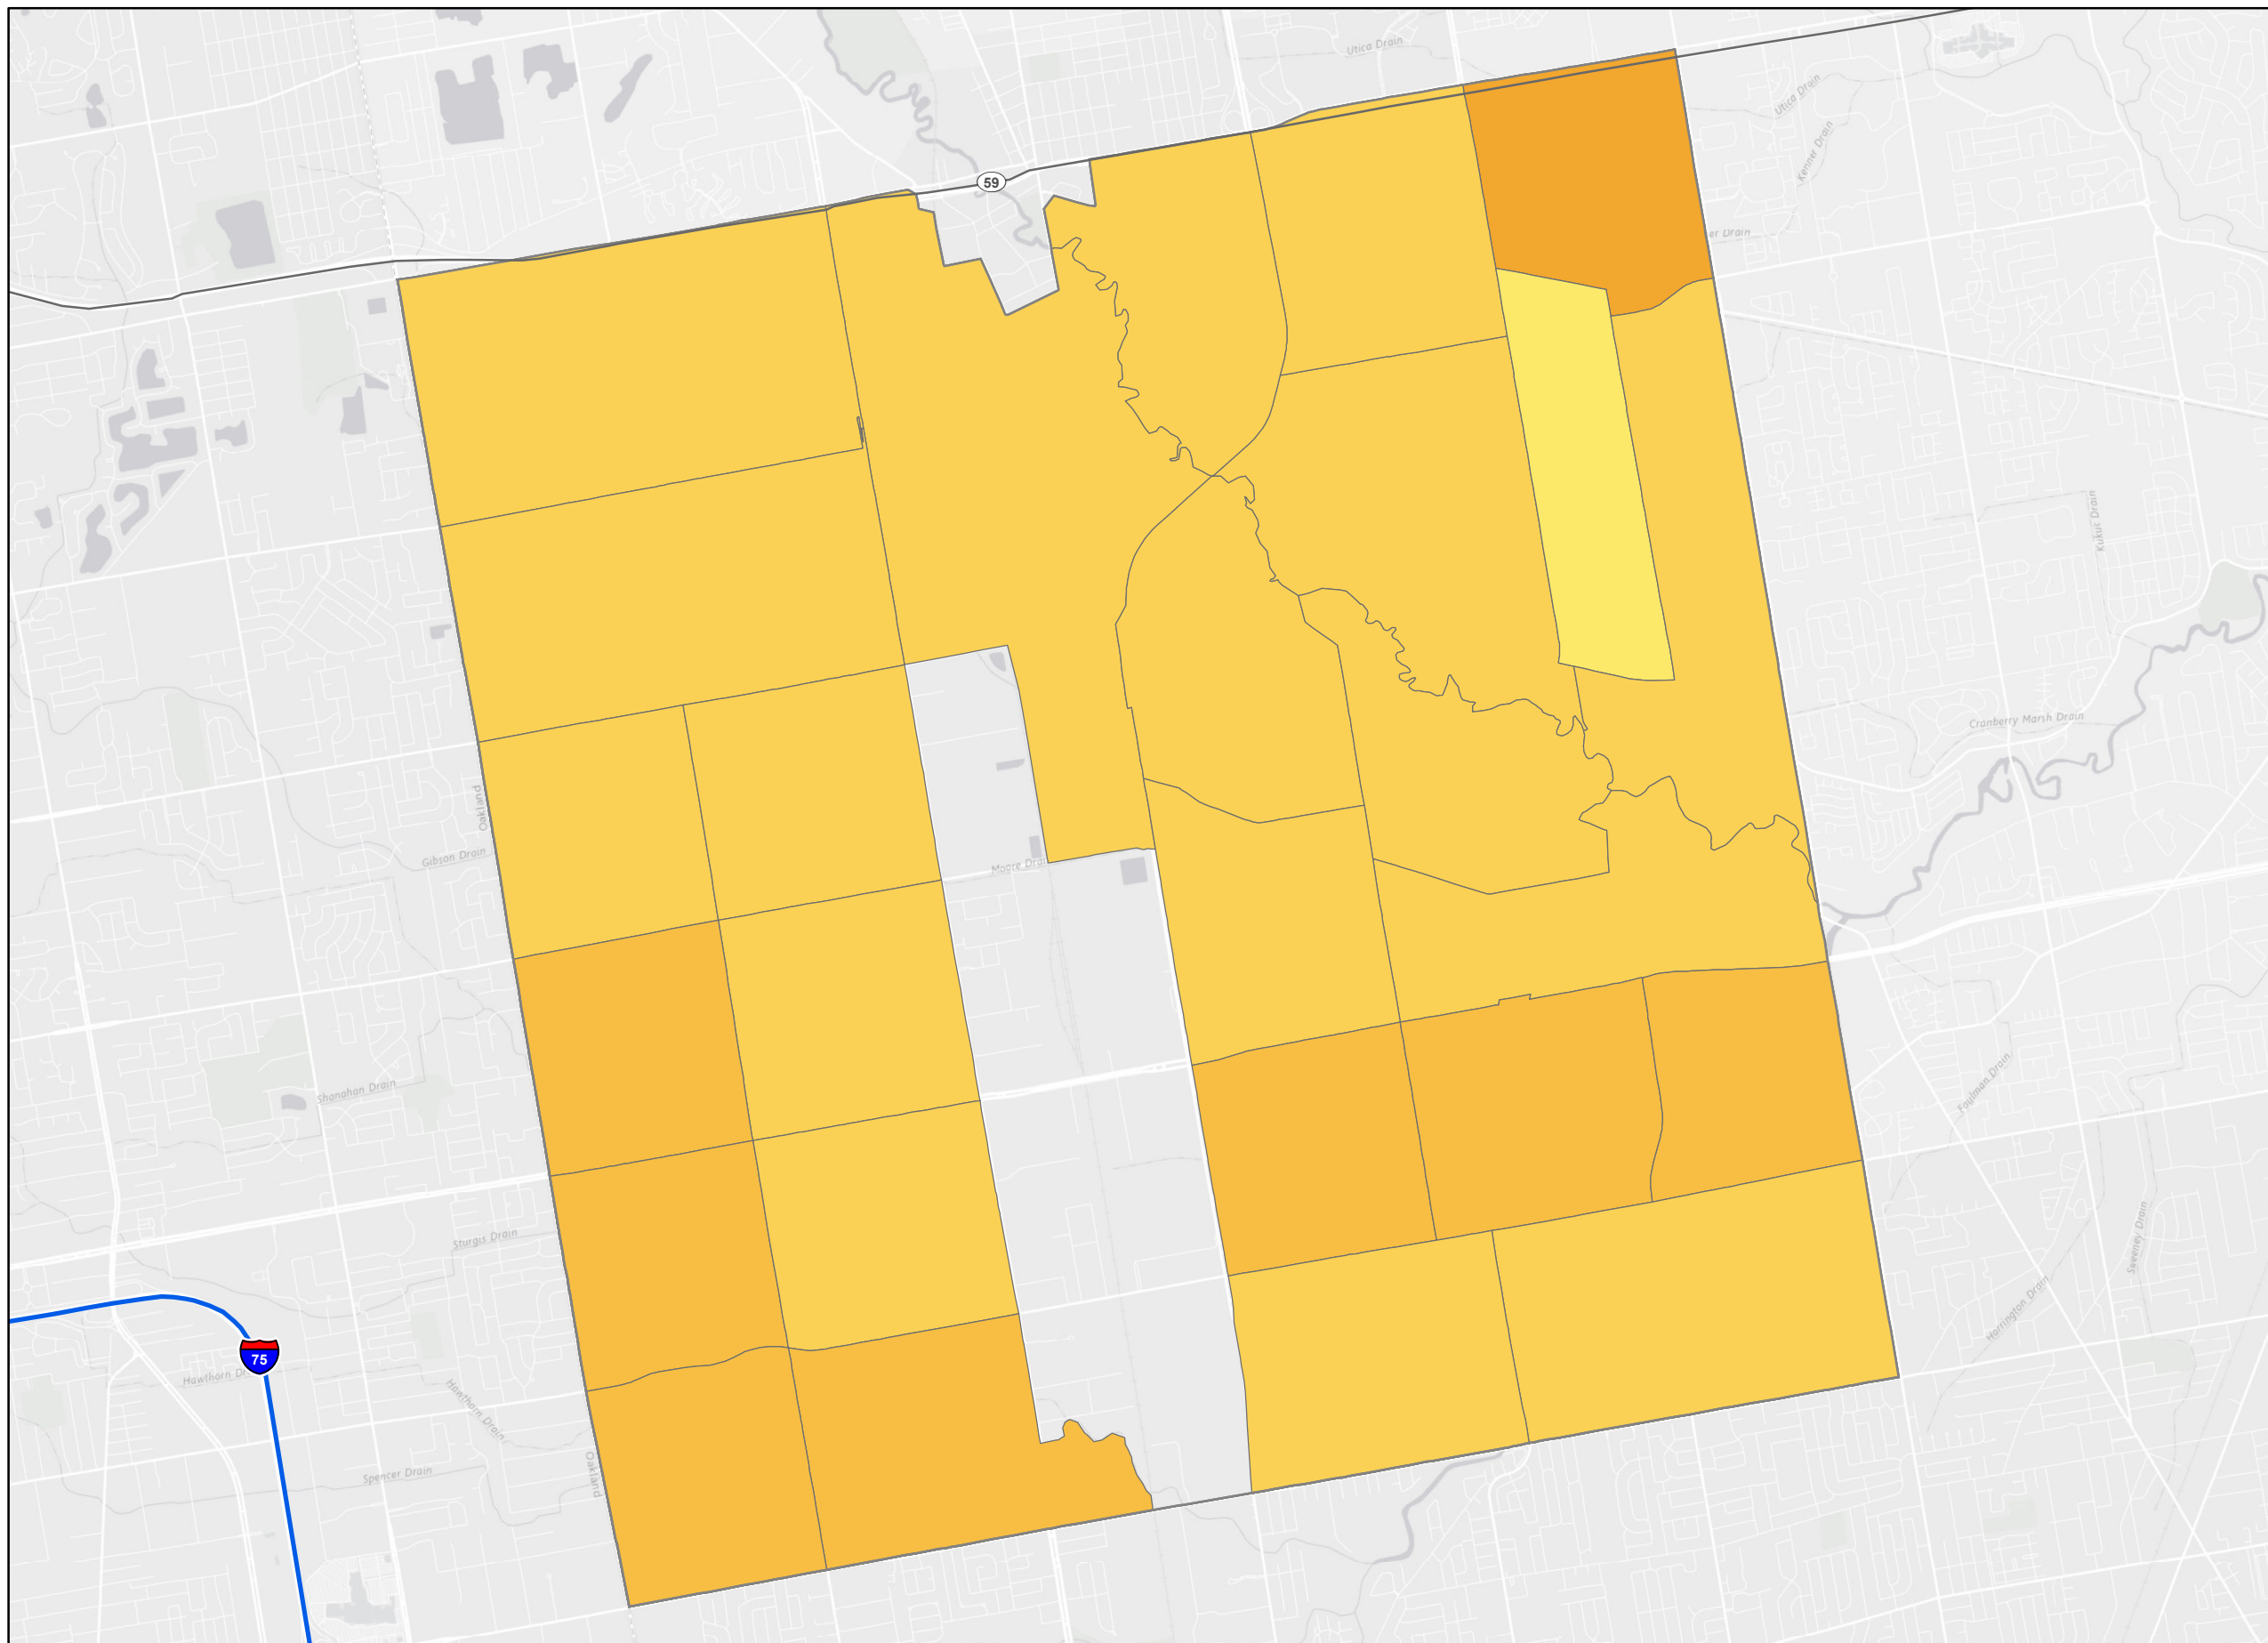 Utica Drain
Utica Drain
Kenner Drain
59
er Drain
Kukuk Drain
Cranberry Marsh Drain
Oakland
Gibson Drain
Moore Drain
Shanahan Drain
Faulman Drain
Sturgis Drain
Sweeney Drain
Harrington Drain
75
Hawthorn Dr
Hawthorn Drain
Oakland
Spencer Drain